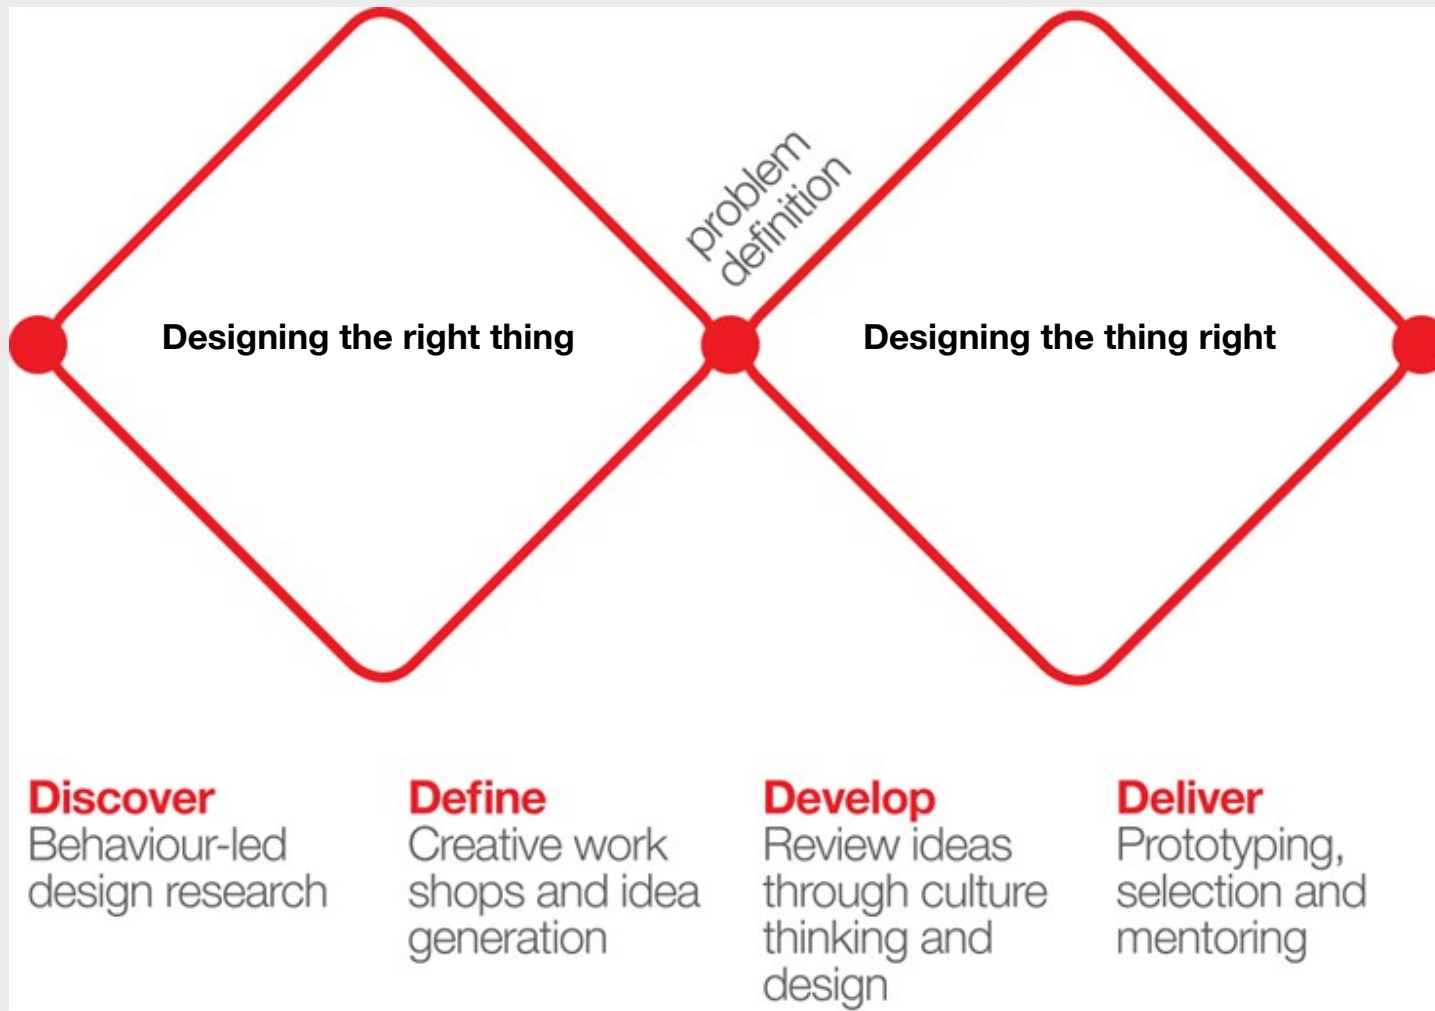 problem
definition
Designing the right thing
Designing the thing right
Discover
Behaviour-led
design research
Define
Creative work
shops and idea
generation
Develop
Review ideas
through culture
thinking and
design
Deliver
Prototyping,
selection and
mentoring